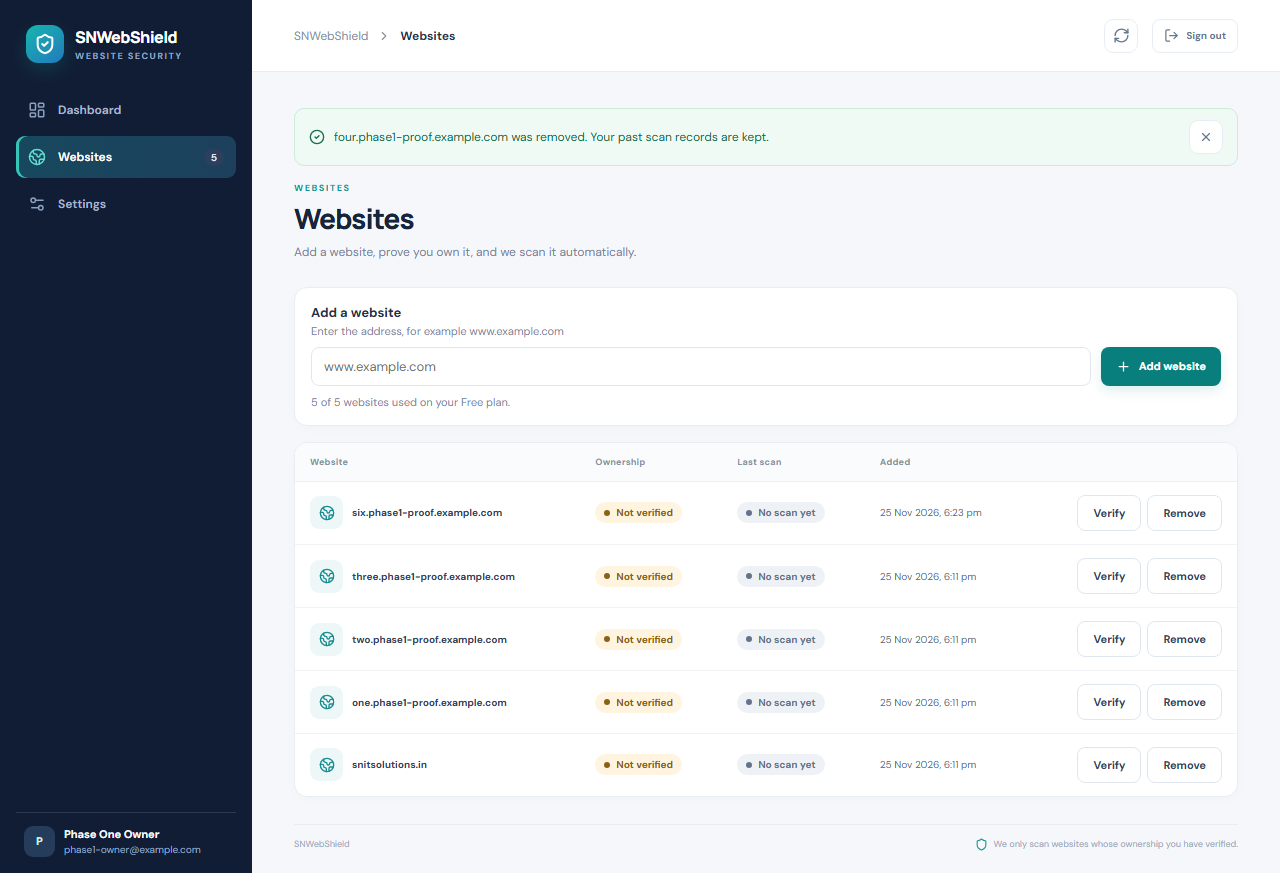 SNWebShield
WEBSITE SECURITY
Dashboard
Websites 5
Settings
Phase One Owner
P
phase1-owner@example.com
SNWebShield > Websites
Sign out
four.phase1-proof.example.com was removed. Your past scan records are kept.
WEBSITES
Websites
Add a website, prove you own it, and we scan it automatically.
Add a website
Enter the address, for example www.example.com
www.example.com
+ Add website
5 of 5 websites used on your Free plan.
Website Ownership Last scan Added
six.phase1-proof.example.com Not verified No scan yet 25 Nov 2026, 6:23 pm Verify Remove
three.phase1-proof.example.com Not verified No scan yet 25 Nov 2026, 6:11 pm Verify Remove
two.phase1-proof.example.com Not verified No scan yet 25 Nov 2026, 6:11 pm Verify Remove
one.phase1-proof.example.com Not verified No scan yet 25 Nov 2026, 6:11 pm Verify Remove
snitsolutions.in Not verified No scan yet 25 Nov 2026, 6:11 pm Verify Remove
SNWebShield
We only scan websites whose ownership you have verified.